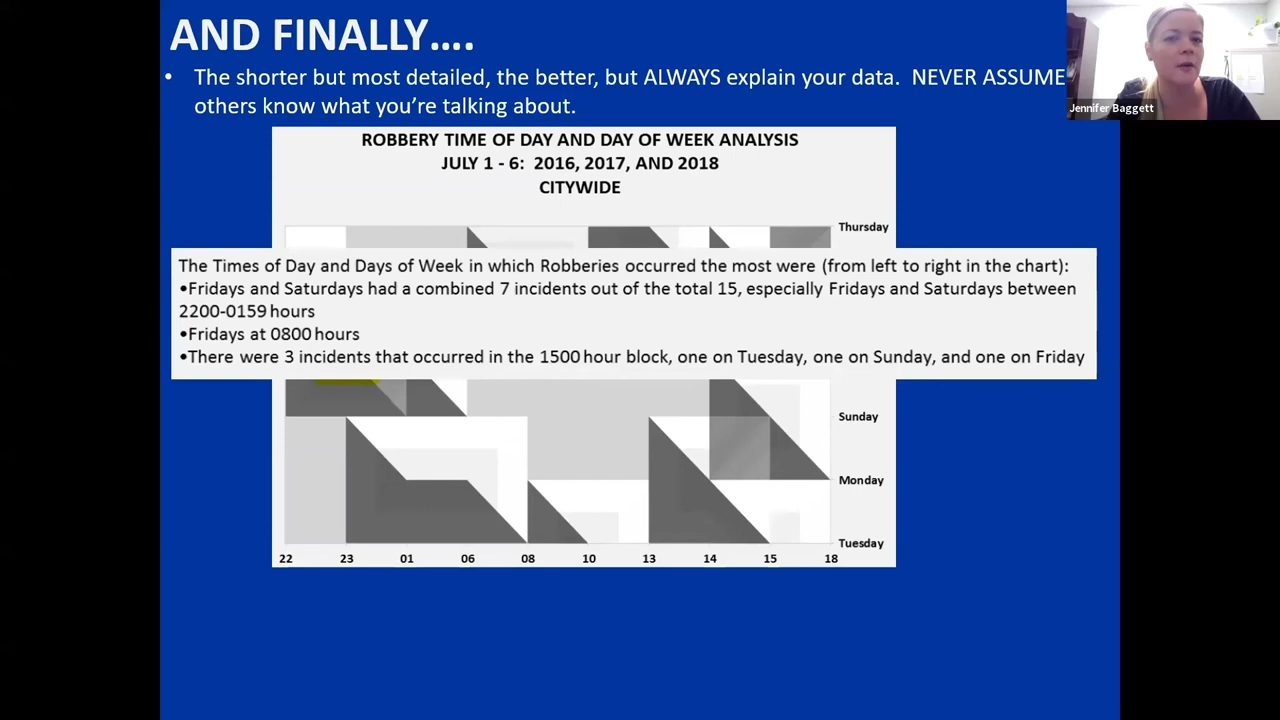 AND FINALLY....
• The shorter but most detailed, the better, but ALWAYS explain your data. NEVER ASSUME
others know what you're talking about.
Jennifer Baggett
ROBBERY TIME OF DAY AND DAY OF WEEK ANALYSIS
JULY 1 - 6: 2016, 2017, AND 2018
CITYWIDE
Thursday
The Times of Day and Days of Week in which Robberies occurred the most were (from left to right in the chart):
•Fridays and Saturdays had a combined 7 incidents out of the total 15, especially Fridays and Saturdays between
2200-0159 hours
•Fridays at 0800 hours
•There were 3 incidents that occurred in the 1500 hour block, one on Tuesday, one on Sunday, and one on Friday
Sunday
Monday
Tuesday
22 23 01 06 08 10 13 14 15 18